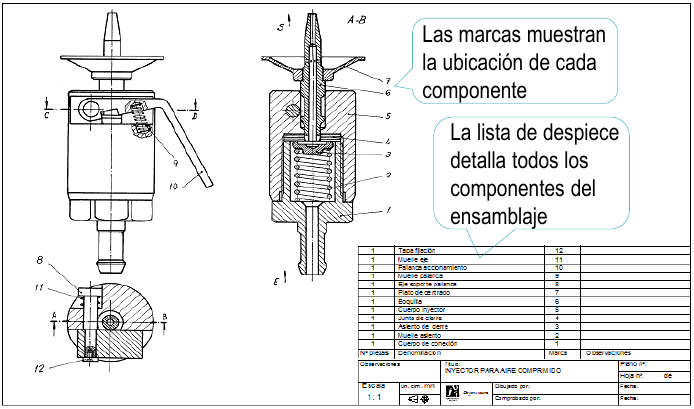 S
A-B
Las marcas muestran
la ubicación de cada
componente
7
6
5
4
3
2
1
E
C
D
9
10
La lista de despiece
detalla todos los
componentes del
ensamblaje
8
11
A
B
12
1 Tapa fijación 12
1 Muelle eje 11
1 Palanca accionamiento 10
1 Muelle palanca 9
1 Eje soporte palanca 8
1 Plato de centrado 7
1 Boquilla 6
1 Cuerpo inyector 5
1 Junta de cierre 4
1 Asiento de cierre 3
1 Muelle asiento 2
1 Cuerpo de conexión 1
Nº piezas Denominación Marca Observaciones
Observaciones
Título:
INYECTOR PARA AIRE COMPRIMIDO
Plano nº:
Hoja nº: de
Escala
1:1
Un. dim. mm
Dibujado por:
Fecha:
Comprobado por:
Fecha: